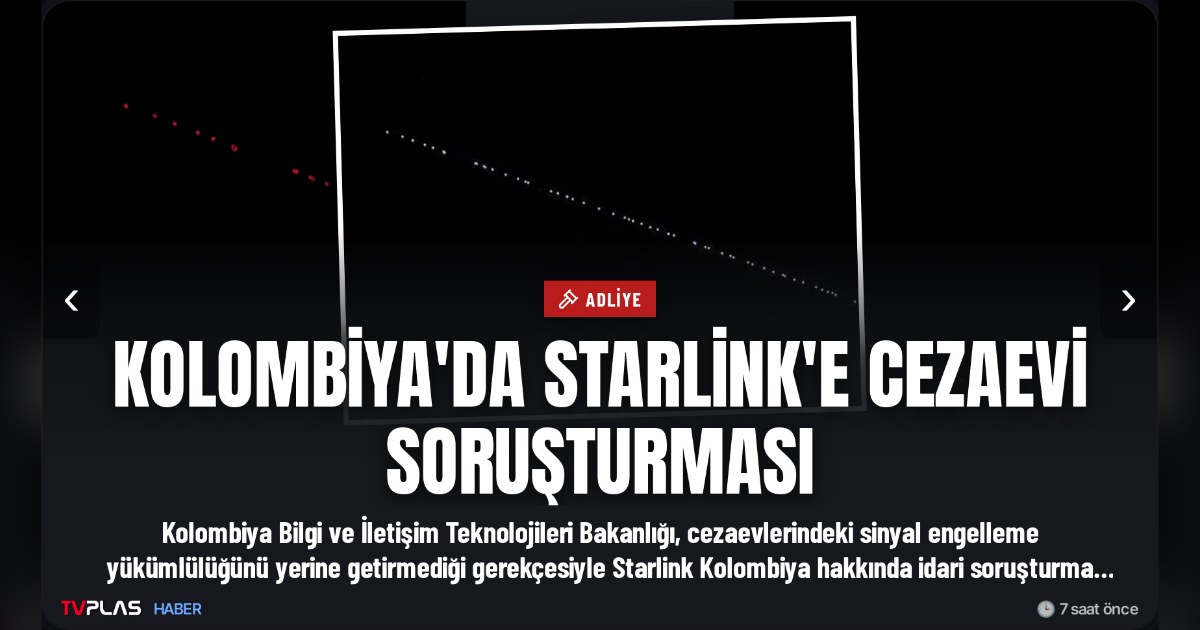 ADLİYE
KOLOMBİYA'DA STARLİNK'E CEZAEVİ
SORUŞTURMASI
Kolombiya Bilgi ve İletişim Teknolojileri Bakanlığı, cezaevlerindeki sinyal engelleme
yükümlülüğünü yerine getirmediği gerekçesiyle Starlink Kolombiya hakkında idari soruşturma...
TVPLAS HABER
7 saat önce